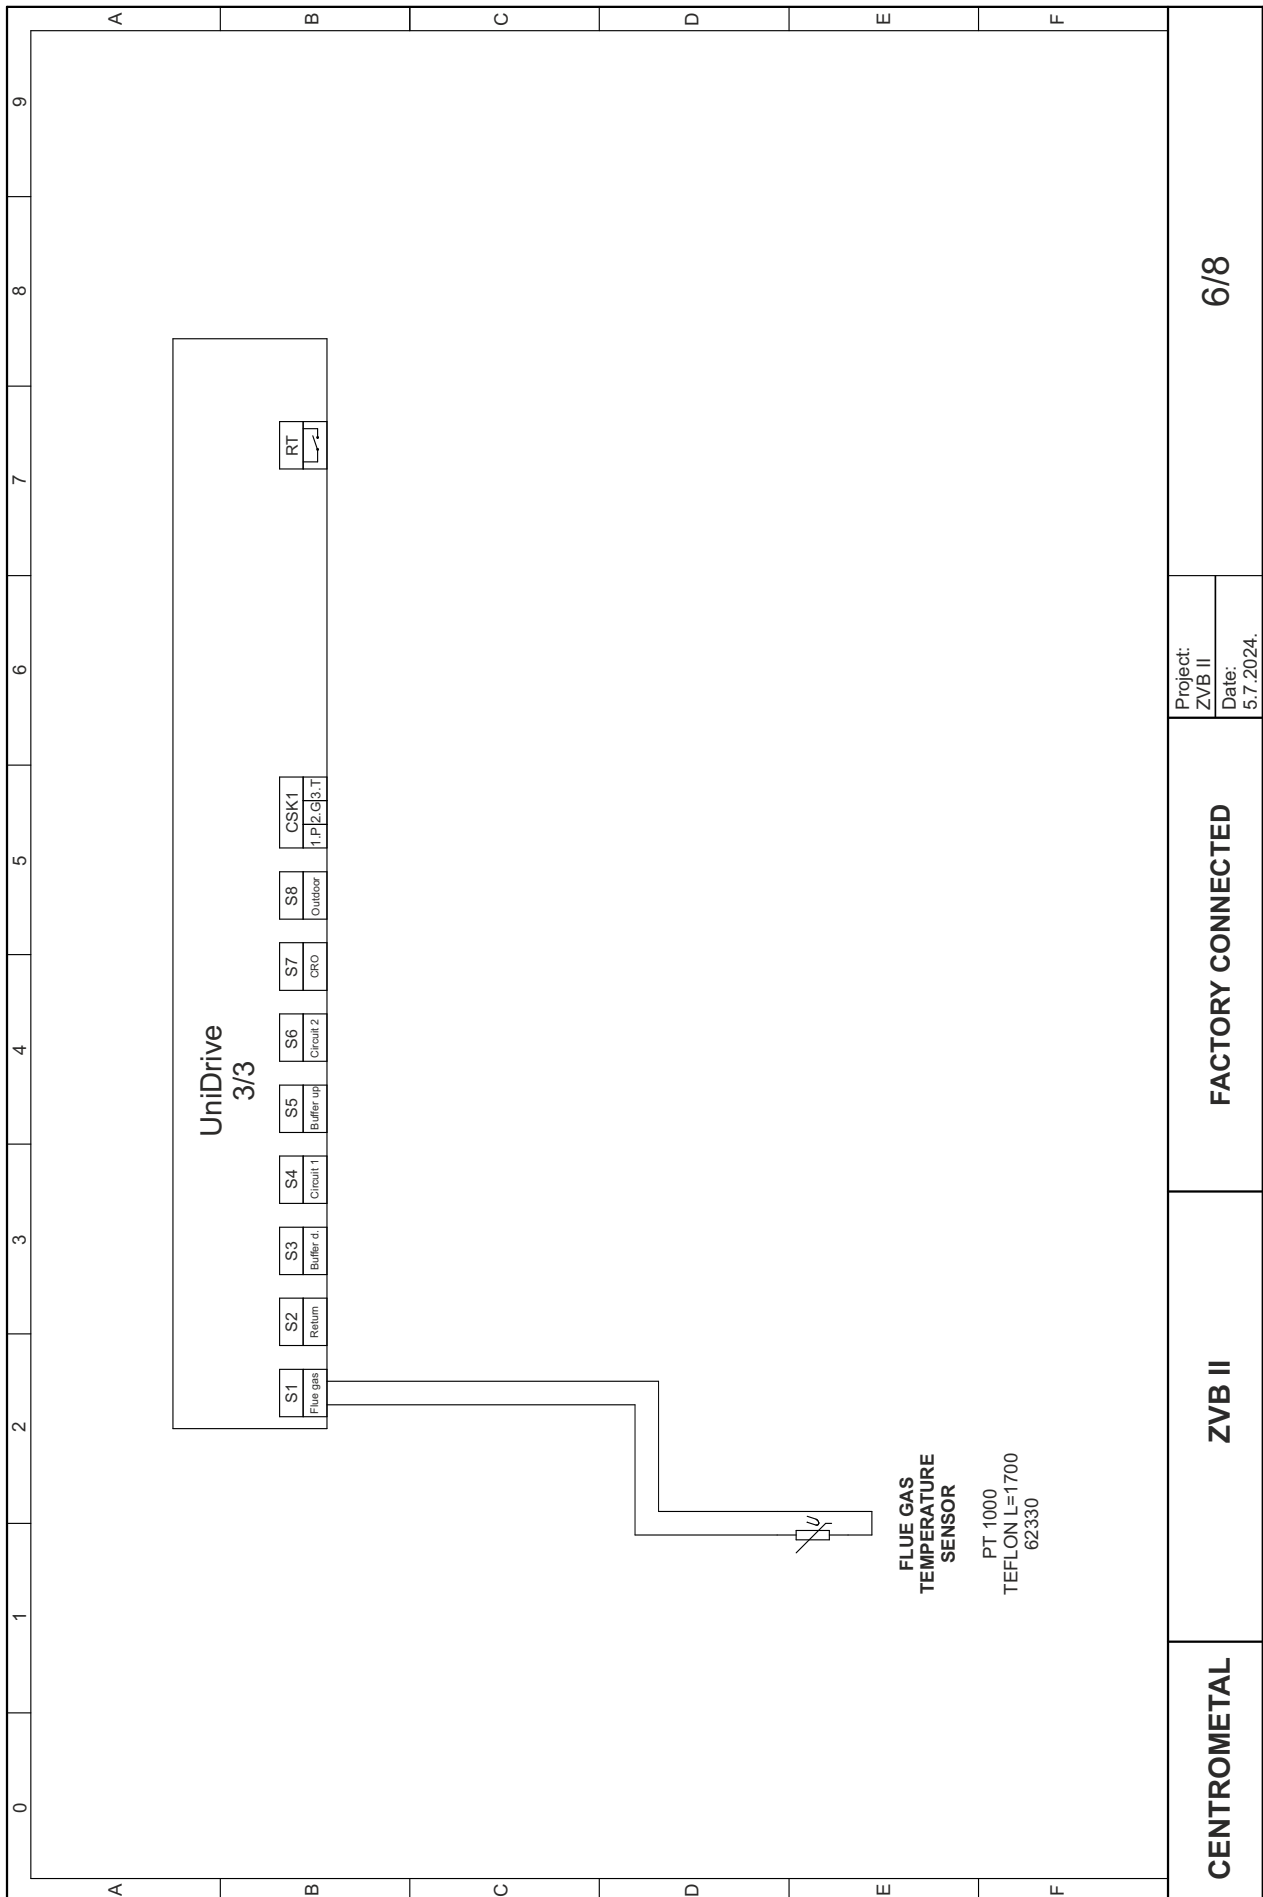 0 1 2 3 4 5 6 7 8 9
A A
B B
C C
D D
E E
F F
UniDrive
3/3
S1 S2 S3 S4 S5 S6 S7 S8 CSK1 RT
Flue gas Return Buffer d. Circuit 1 Buffer up Circuit 2 CRO Outdoor 1.P 2.G 3.T
FLUE GAS
TEMPERATURE
SENSOR
PT 1000
TEFLON L=1700
62330
CENTROMETAL
ZVB II
FACTORY CONNECTED
Project:
ZVB II
Date:
5.7.2024.
6/8